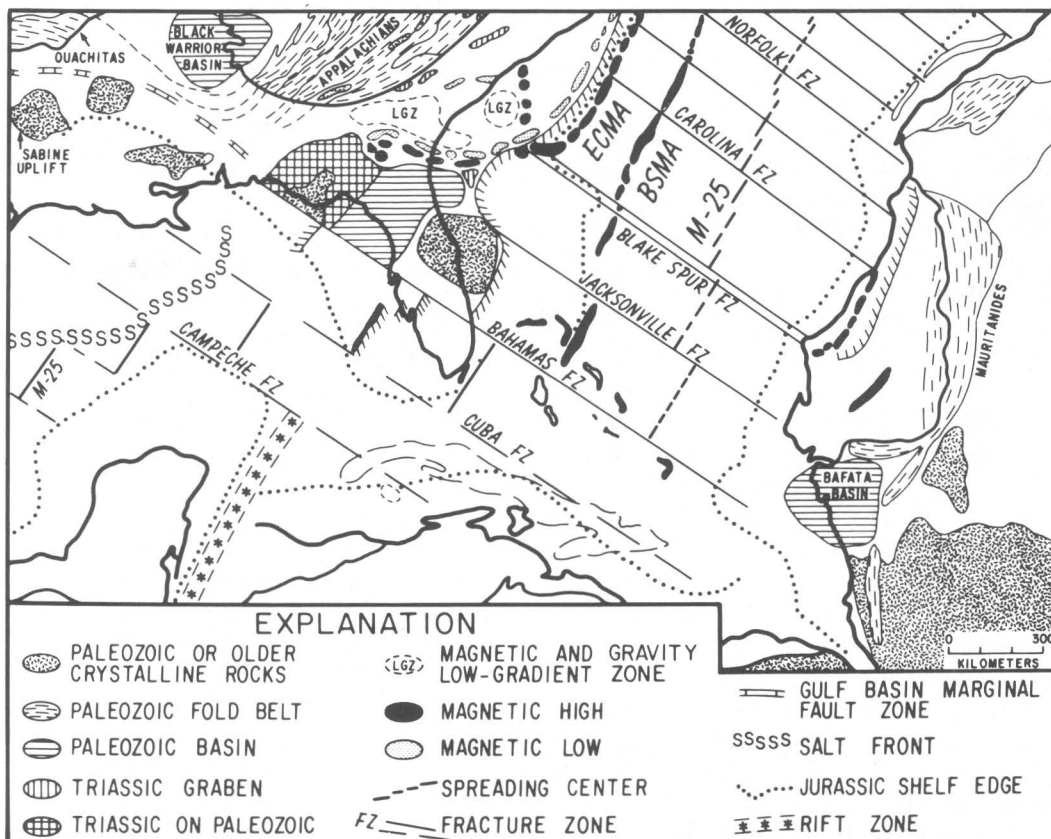 BLACK
WARRIOR
BASIN
OUACHITAS
APPALACHIANS
LGZ
LGZ
NORFOLK FZ
CAROLINA FZ
ECMA
BSMA
M-25
SABINE
UPLIFT
BLAKE SPUR FZ
JACKSONVILLE FZ
BAHAMAS FZ
MAURITANIDES
SSSSSSSSSSSSSSSSSS
CAMPECHE FZ
M-25
CUBA FZ
BAFATA
BASIN
0 300
KILOMETERS
EXPLANATION
PALEOZOIC OR OLDER
CRYSTALLINE ROCKS
PALEOZOIC FOLD BELT
PALEOZOIC BASIN
TRIASSIC GRABEN
TRIASSIC ON PALEOZOIC
LGZ MAGNETIC AND GRAVITY
LOW-GRADIENT ZONE
MAGNETIC HIGH
MAGNETIC LOW
SPREADING CENTER
FZ FRACTURE ZONE
GULF BASIN MARGINAL
FAULT ZONE
SSSSS SALT FRONT
JURASSIC SHELF EDGE
RIFT ZONE